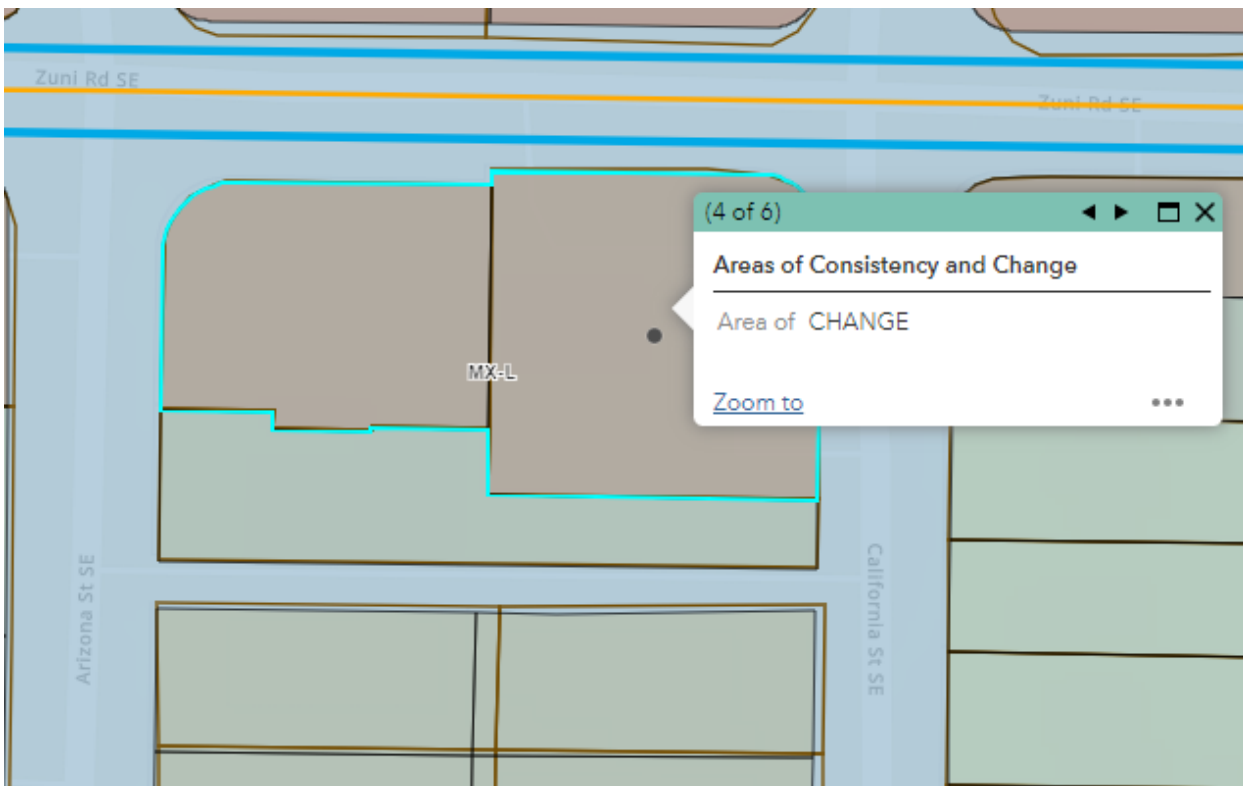 Zuni Rd SE
Zuni Rd SE
(4 of 6)
Areas of Consistency and Change
Area of CHANGE
MX-L
Zoom to
Arizona St SE
California St SE